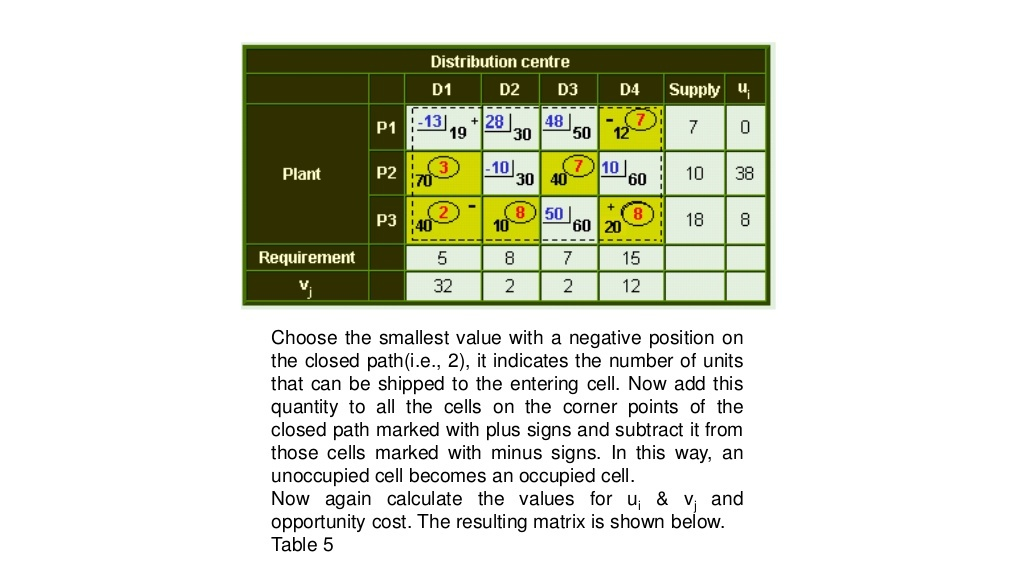 Distribution centre
D1 D2 D3 D4 Supply ui
P1 -13 19 + 28 30 48 50 - 12 7 7 0
Plant P2 70 3 -10 30 40 7 10 60 10 38
P3 40 2 - 10 8 50 60 + 20 8 18 8
Requirement 5 8 7 15
vj 32 2 2 12
Choose the smallest value with a negative position on
the closed path(i.e., 2), it indicates the number of units
that can be shipped to the entering cell. Now add this
quantity to all the cells on the corner points of the
closed path marked with plus signs and subtract it from
those cells marked with minus signs. In this way, an
unoccupied cell becomes an occupied cell.
Now again calculate the values for ui & vj and
opportunity cost. The resulting matrix is shown below.
Table 5